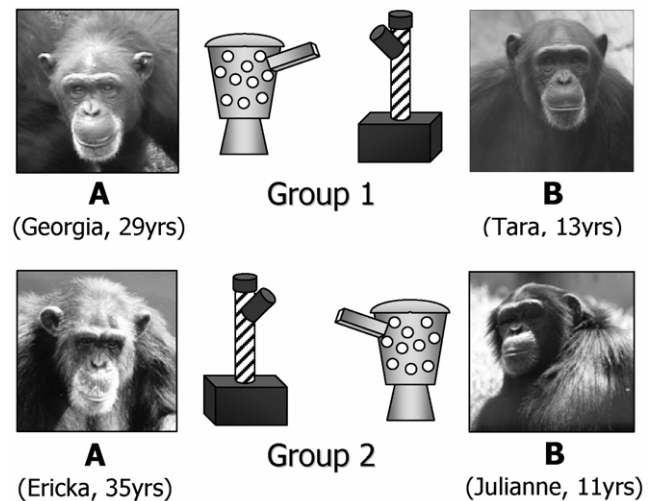 A
Group 1
B
(Georgia, 29yrs)
(Tara, 13yrs)
A
Group 2
B
(Ericka, 35yrs)
(Julianne, 11yrs)